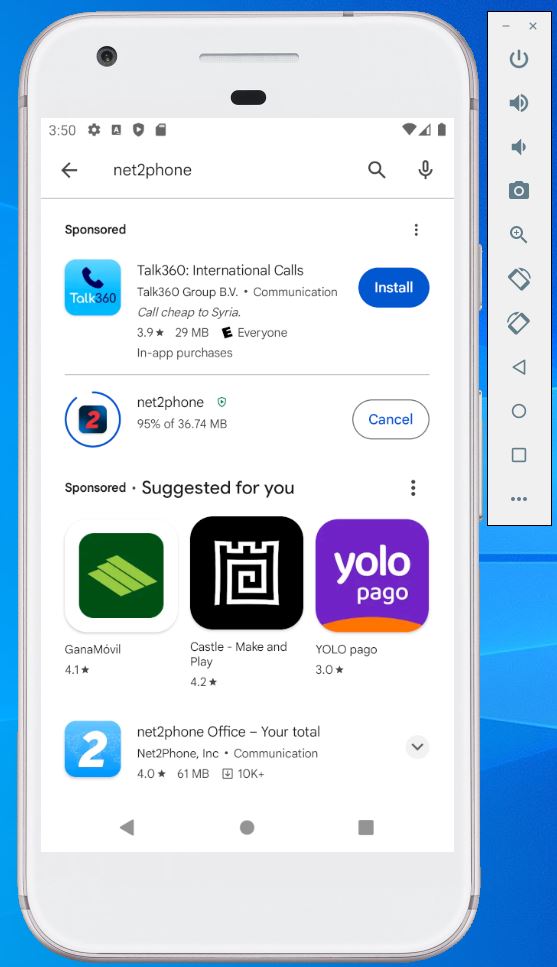 3:50
net2phone
Sponsored
Talk360: International Calls
Talk360
Talk360 Group B.V. • Communication
Install
Call cheap to Syria.
3.9★ 29 MB E Everyone
In-app purchases
2
net2phone
95% of 36.74 MB
Cancel
Sponsored • Suggested for you
yolo
pago
GanaMóvil
4.1★
Castle - Make and
Play
4.2★
YOLO pago
3.0★
2
net2phone Office – Your total
Net2Phone, Inc • Communication
4.0★ 61 MB 10K+